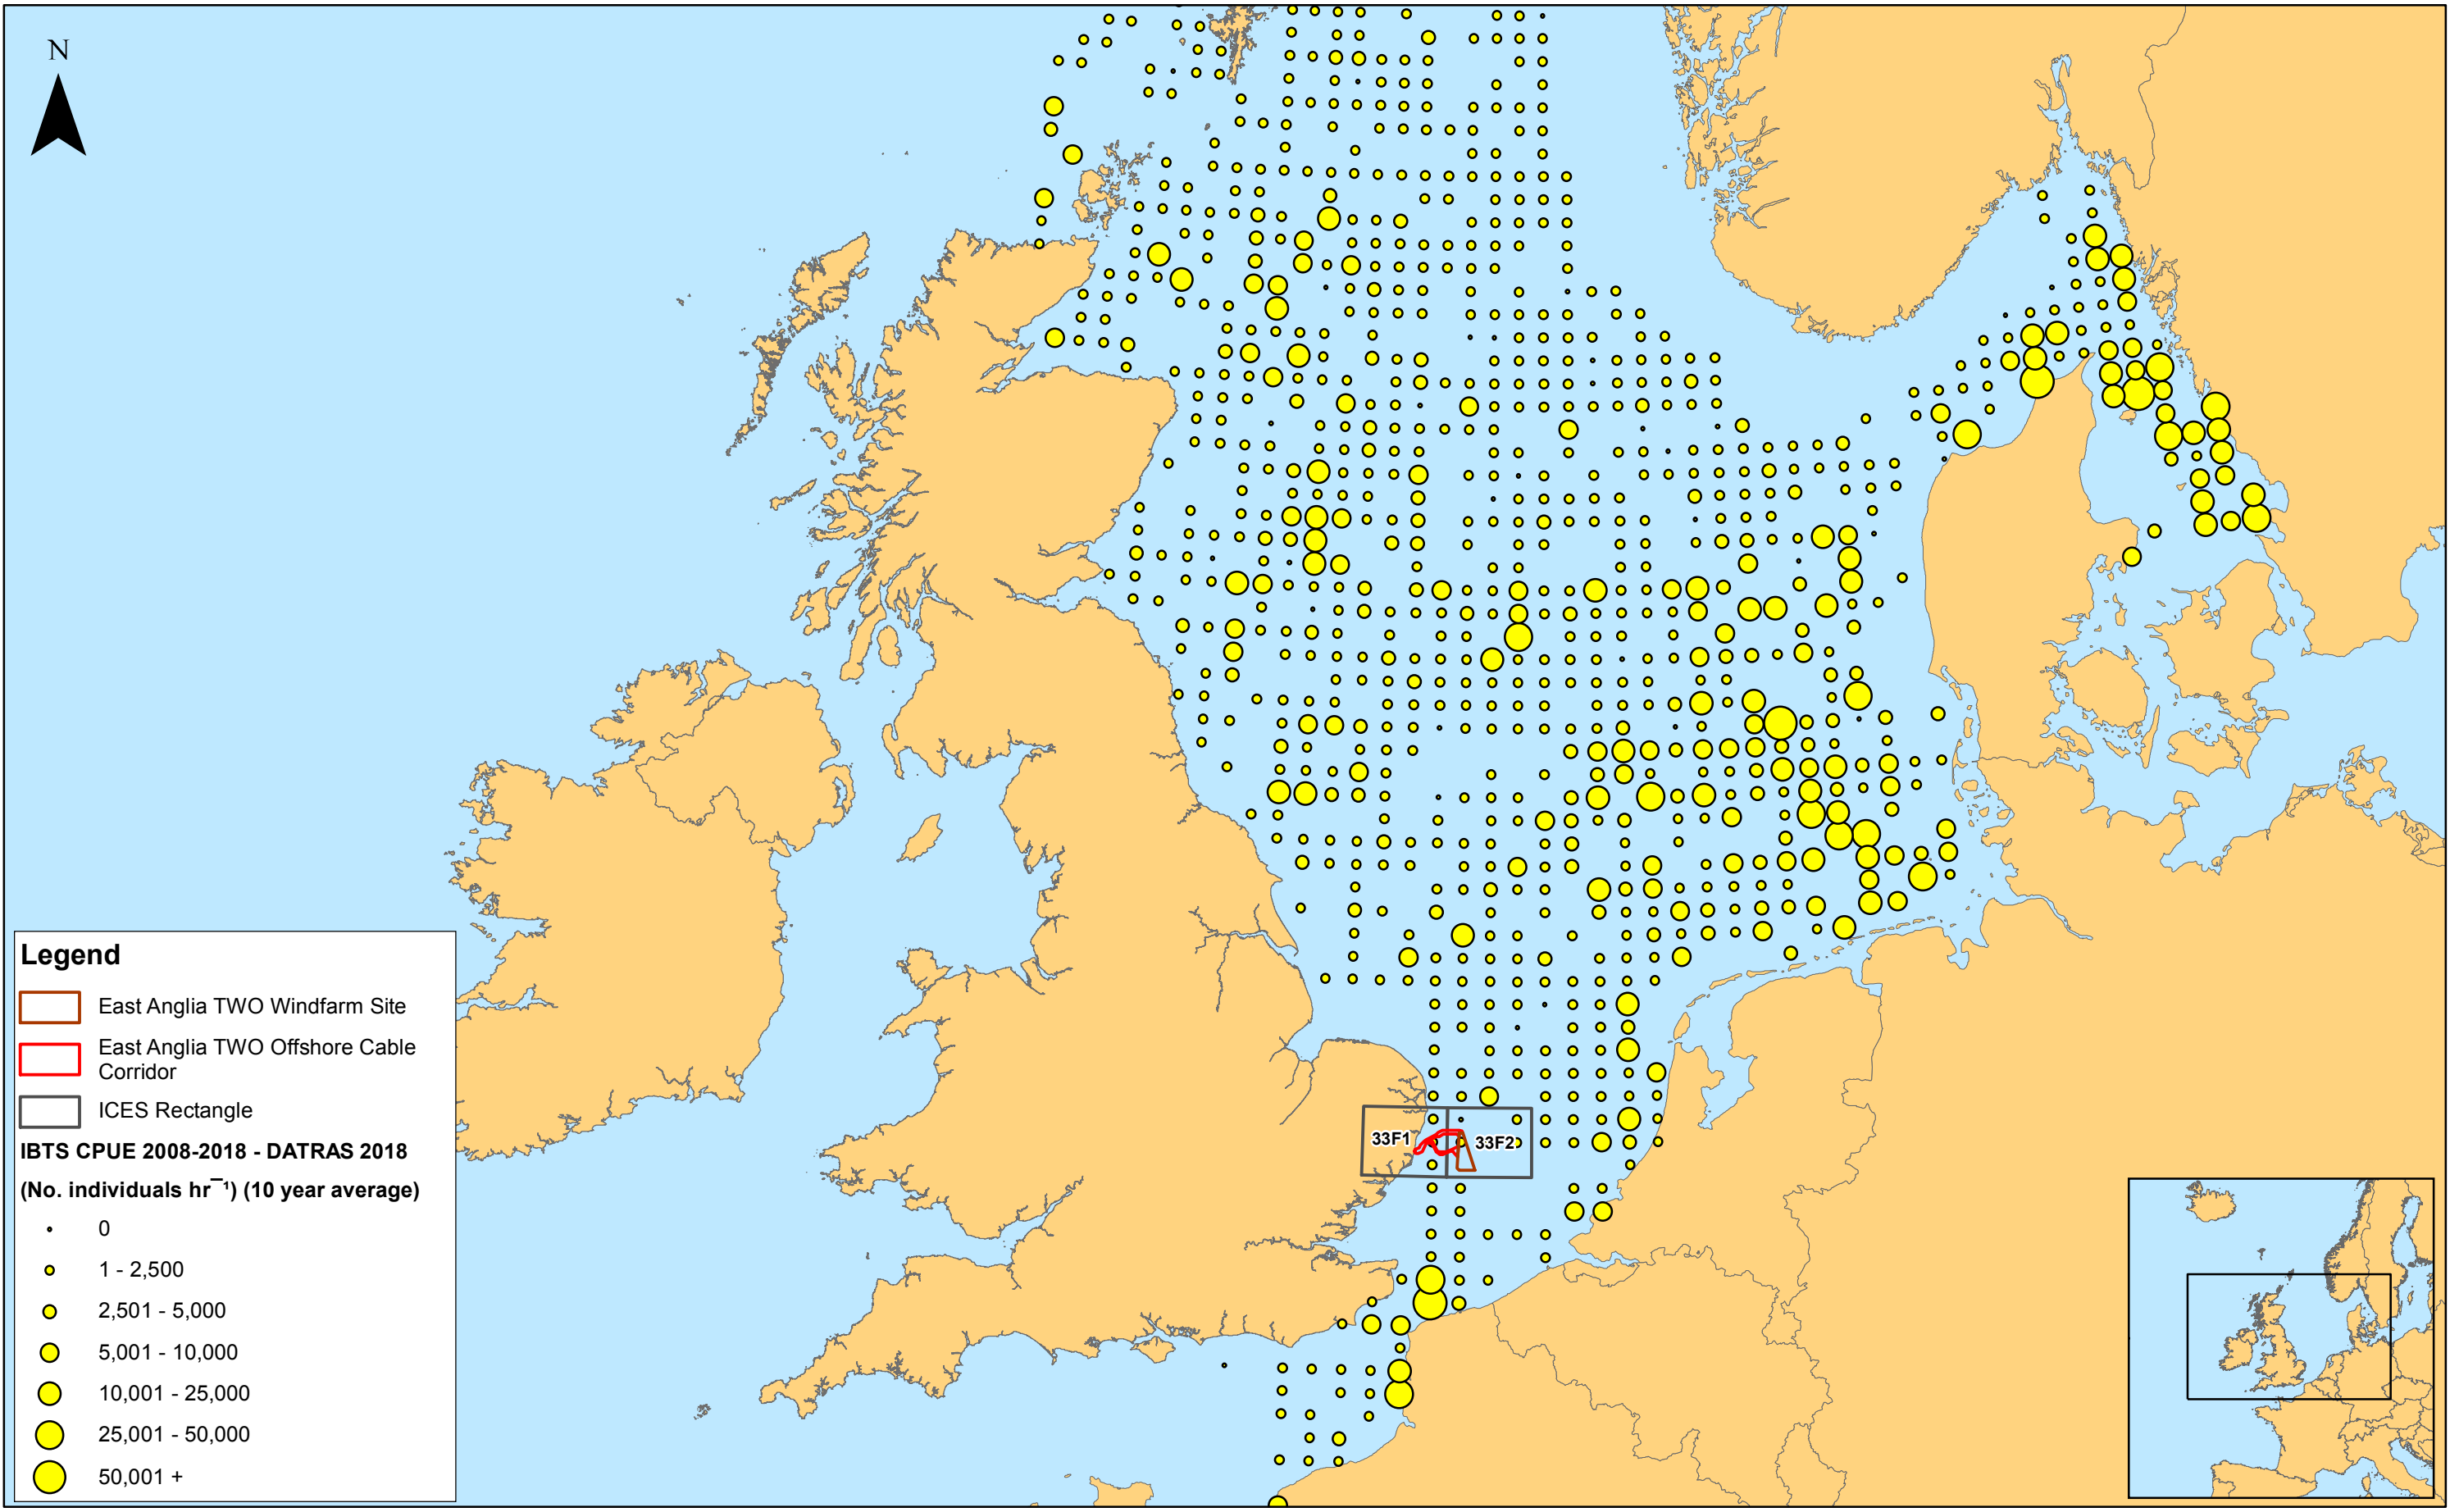 N
33F1
33F2
Legend
East Anglia TWO Windfarm Site
East Anglia TWO Offshore Cable
Corridor
ICES Rectangle
IBTS CPUE 2008-2018 - DATRAS 2018
(No. individuals hr⁻¹) (10 year average)
0
1 - 2,500
2,501 - 5,000
5,001 - 10,000
10,001 - 25,000
25,001 - 50,000
50,001 +